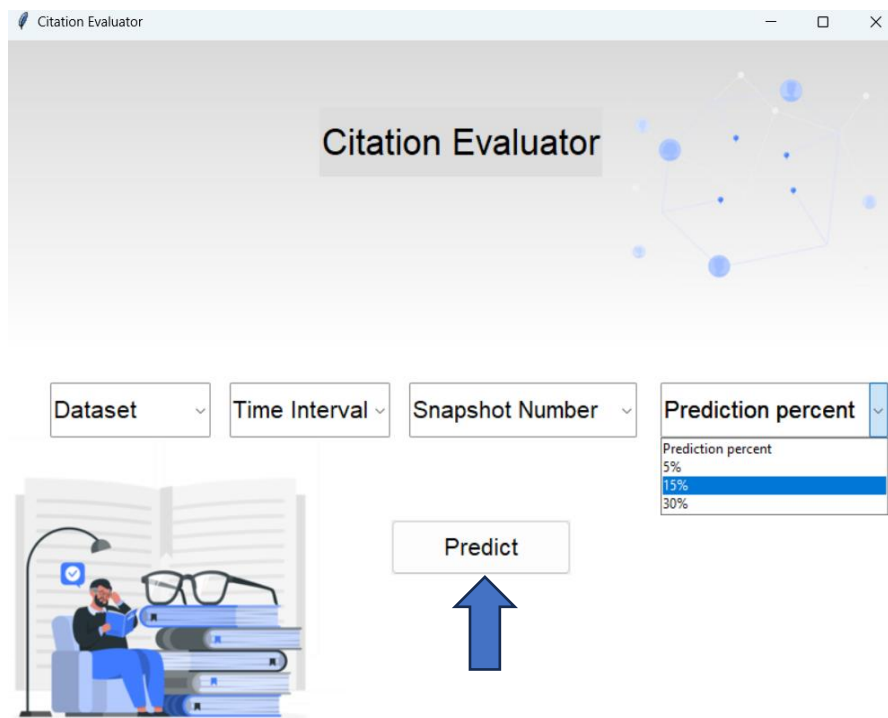 Citation Evaluator
Citation Evaluator
Dataset
Time Interval
Snapshot Number
Prediction percent
Prediction percent
5%
15%
30%
Predict